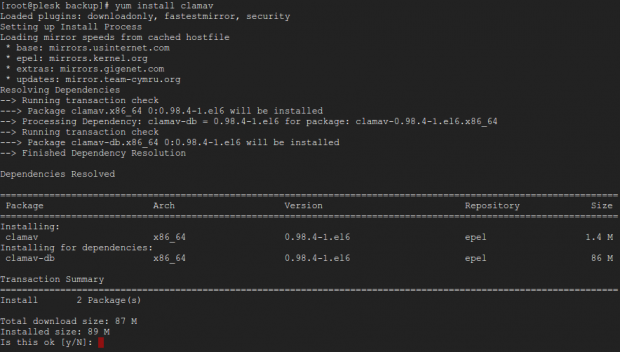 [root@plesk backup]# yum install clamav
Loaded plugins: downloadonly, fastestmirror, security
Setting up Install Process
Loading mirror speeds from cached hostfile
 * base: mirrors.usinternet.com
 * epel: mirrors.kernel.org
 * extras: mirrors.gigenet.com
 * updates: mirror.team-cymru.org
Resolving Dependencies
--> Running transaction check
---> Package clamav.x86_64 0:0.98.4-1.el6 will be installed
--> Processing Dependency: clamav-db = 0.98.4-1.el6 for package: clamav-0.98.4-1.el6.x86_64
--> Running transaction check
---> Package clamav-db.x86_64 0:0.98.4-1.el6 will be installed
--> Finished Dependency Resolution
Dependencies Resolved
Package Arch Version Repository Size
Installing:
clamav x86_64 0.98.4-1.el6 epel 1.4 M
Installing for dependencies:
clamav-db x86_64 0.98.4-1.el6 epel 86 M
Transaction Summary
Install 2 Package(s)
Total download size: 87 M
Installed size: 89 M
Is this ok [y/N]: